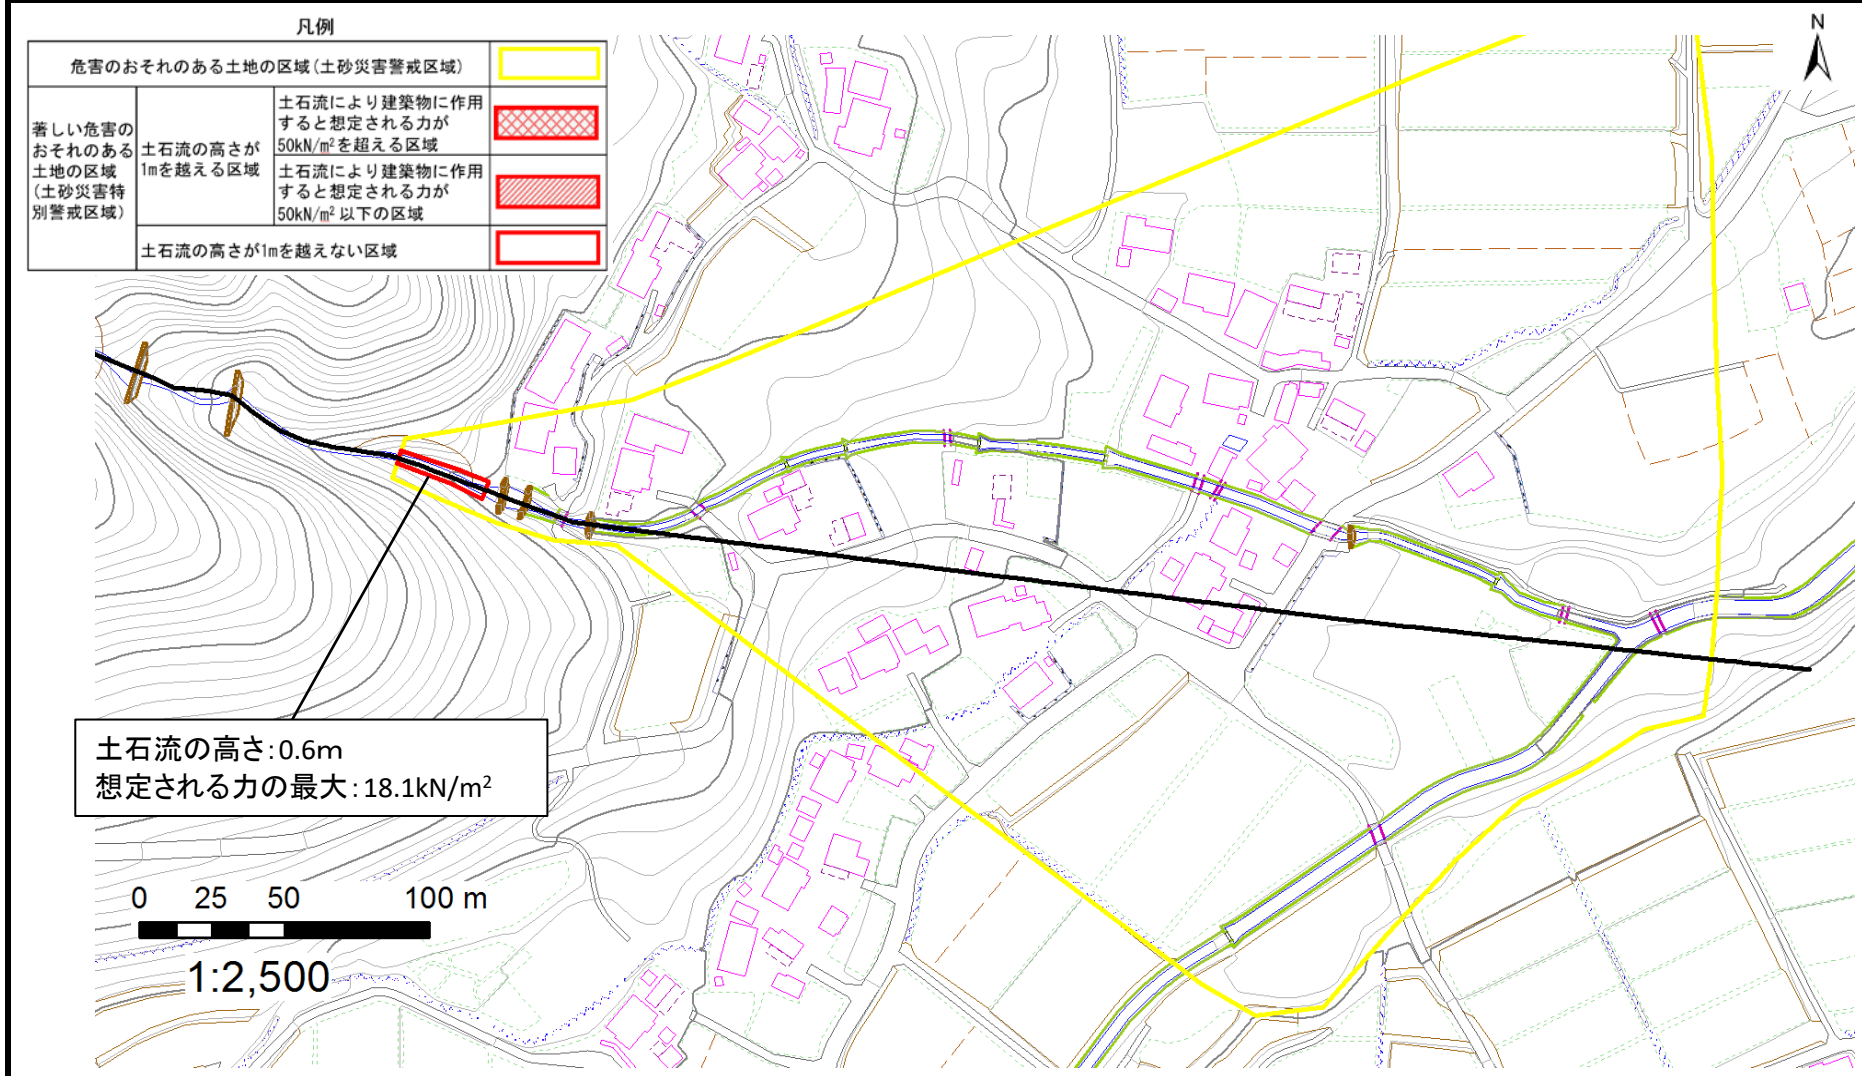 凡例
危害のおそれのある土地の区域(土砂災害警戒区域)
著しい危害の
おそれのある
土地の区域
(土砂災害特
別警戒区域)
土石流の高さが
1mを越える区域
土石流により建築物に作用
すると想定される力が
50kN/m²を超える区域
土石流により建築物に作用
すると想定される力が
50kN/m²以下の区域
土石流の高さが1mを越えない区域
N
土石流の高さ:0.6m
想定される力の最大:18.1kN/m²
0 25 50 100 m
1:2,500